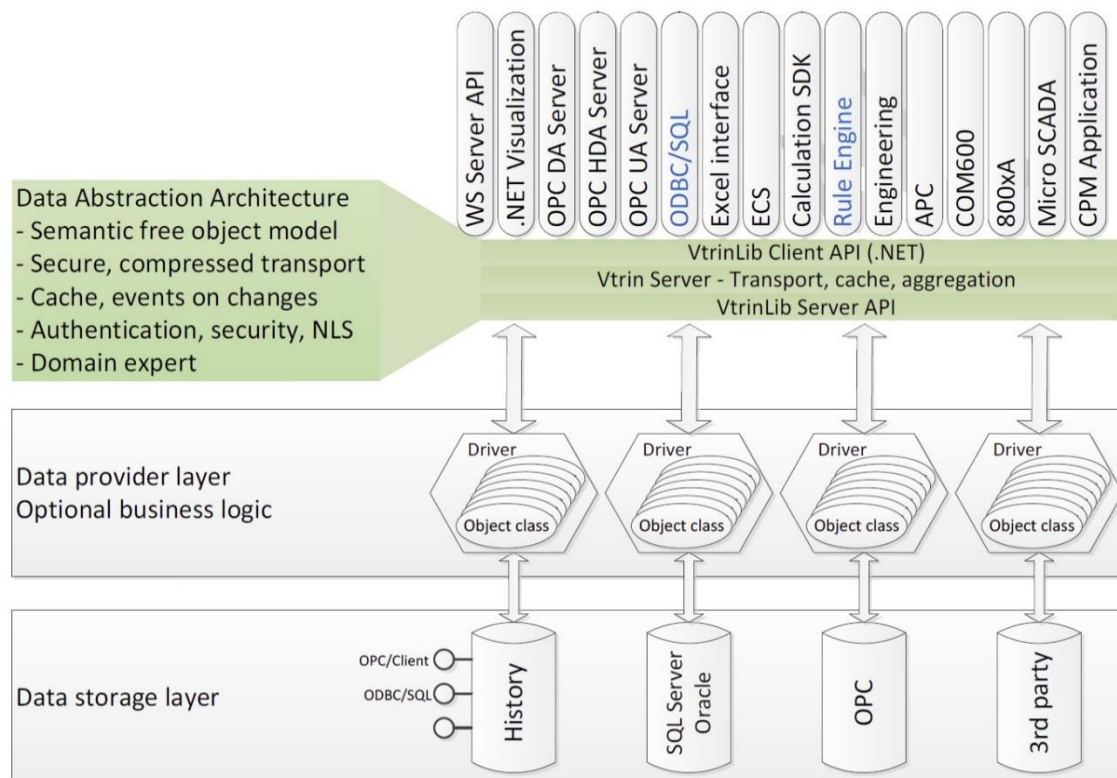 WS Server API
.NET Visualization
OPC DA Server
OPC HDA Server
OPC UA Server
ODBC/SQL
Excel interface
ECS
Calculation SDK
Rule Engine
Engineering
APC
COM600
800xA
Micro SCADA
CPM Application
Data Abstraction Architecture
- Semantic free object model
- Secure, compressed transport
- Cache, events on changes
- Authentication, security, NLS
- Domain expert
VtrinLib Client API (.NET)
Vtrin Server - Transport, cache, aggregation
VtrinLib Server API
Data provider layer
Optional business logic
Driver
Object class
Driver
Object class
Driver
Object class
Driver
Object class
Data storage layer
OPC/Client
ODBC/SQL
History
SQL Server
Oracle
OPC
3rd party